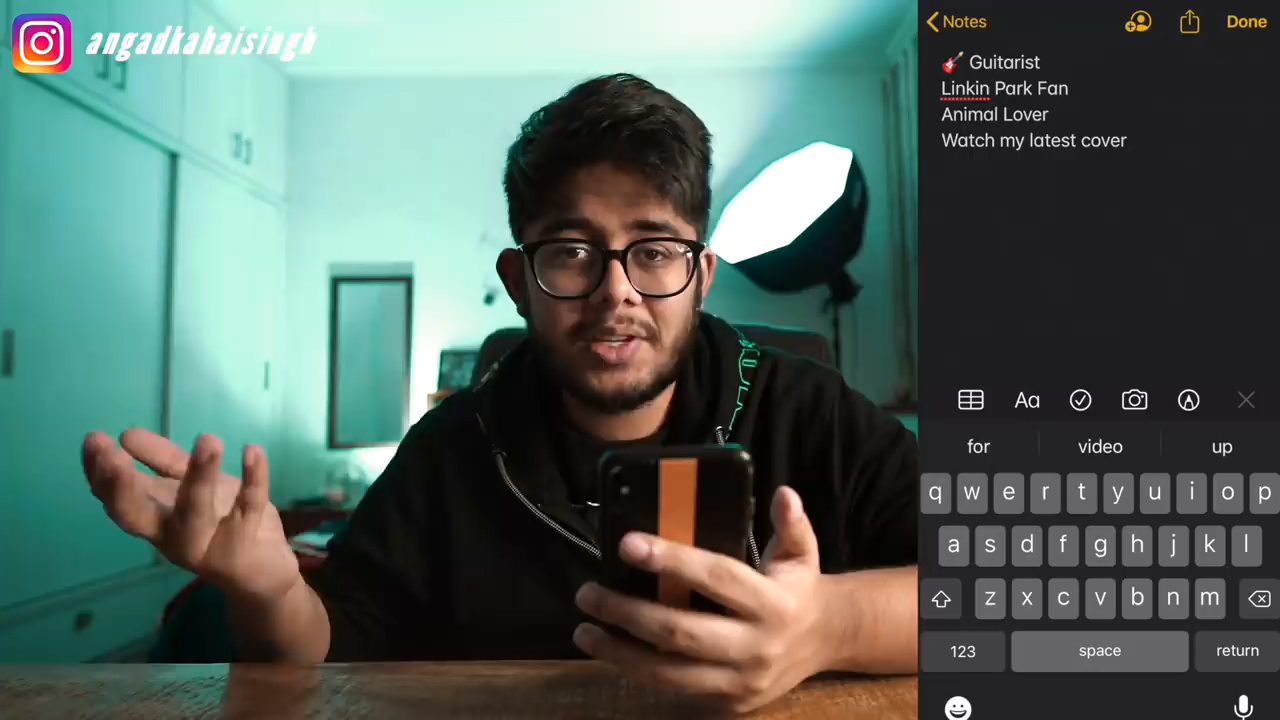 angadkahaisingh
Notes
Done
🎸 Guitarist
Linkin Park Fan
Animal Lover
Watch my latest cover
Aa
for video up
q w e r t y u i o p
a s d f g h j k l
z x c v b n m
123 space return